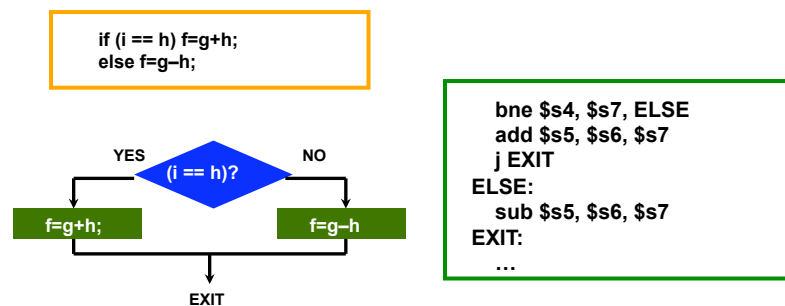 if (i == h) f=g+h;
else f=g–h;
YES
(i == h)?
NO
f=g+h;
f=g–h
EXIT
bne $s4, $s7, ELSE
add $s5, $s6, $s7
j EXIT
ELSE:
sub $s5, $s6, $s7
EXIT:
…